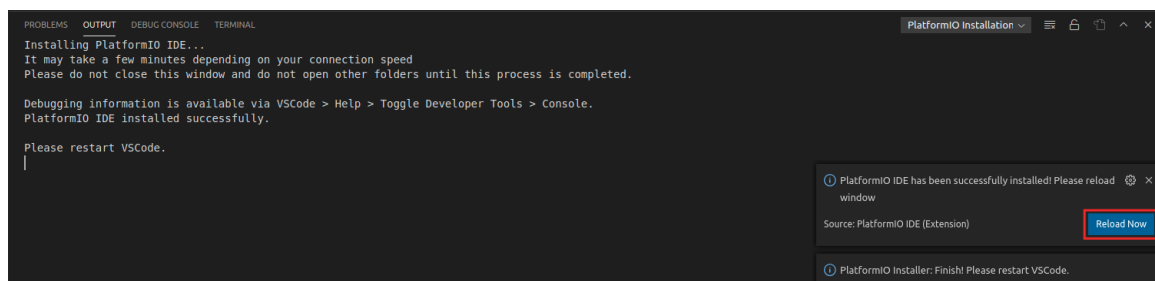 PROBLEMS OUTPUT DEBUG CONSOLE TERMINAL PlatformIO Installation
Installing PlatformIO IDE...
It may take a few minutes depending on your connection speed
Please do not close this window and do not open other folders until this process is completed.
Debugging information is available via VSCode > Help > Toggle Developer Tools > Console.
PlatformIO IDE installed successfully.
Please restart VSCode.
PlatformIO IDE has been successfully installed! Please reload
window
Source: PlatformIO IDE (Extension) Reload Now
PlatformIO Installer: Finish! Please restart VSCode.